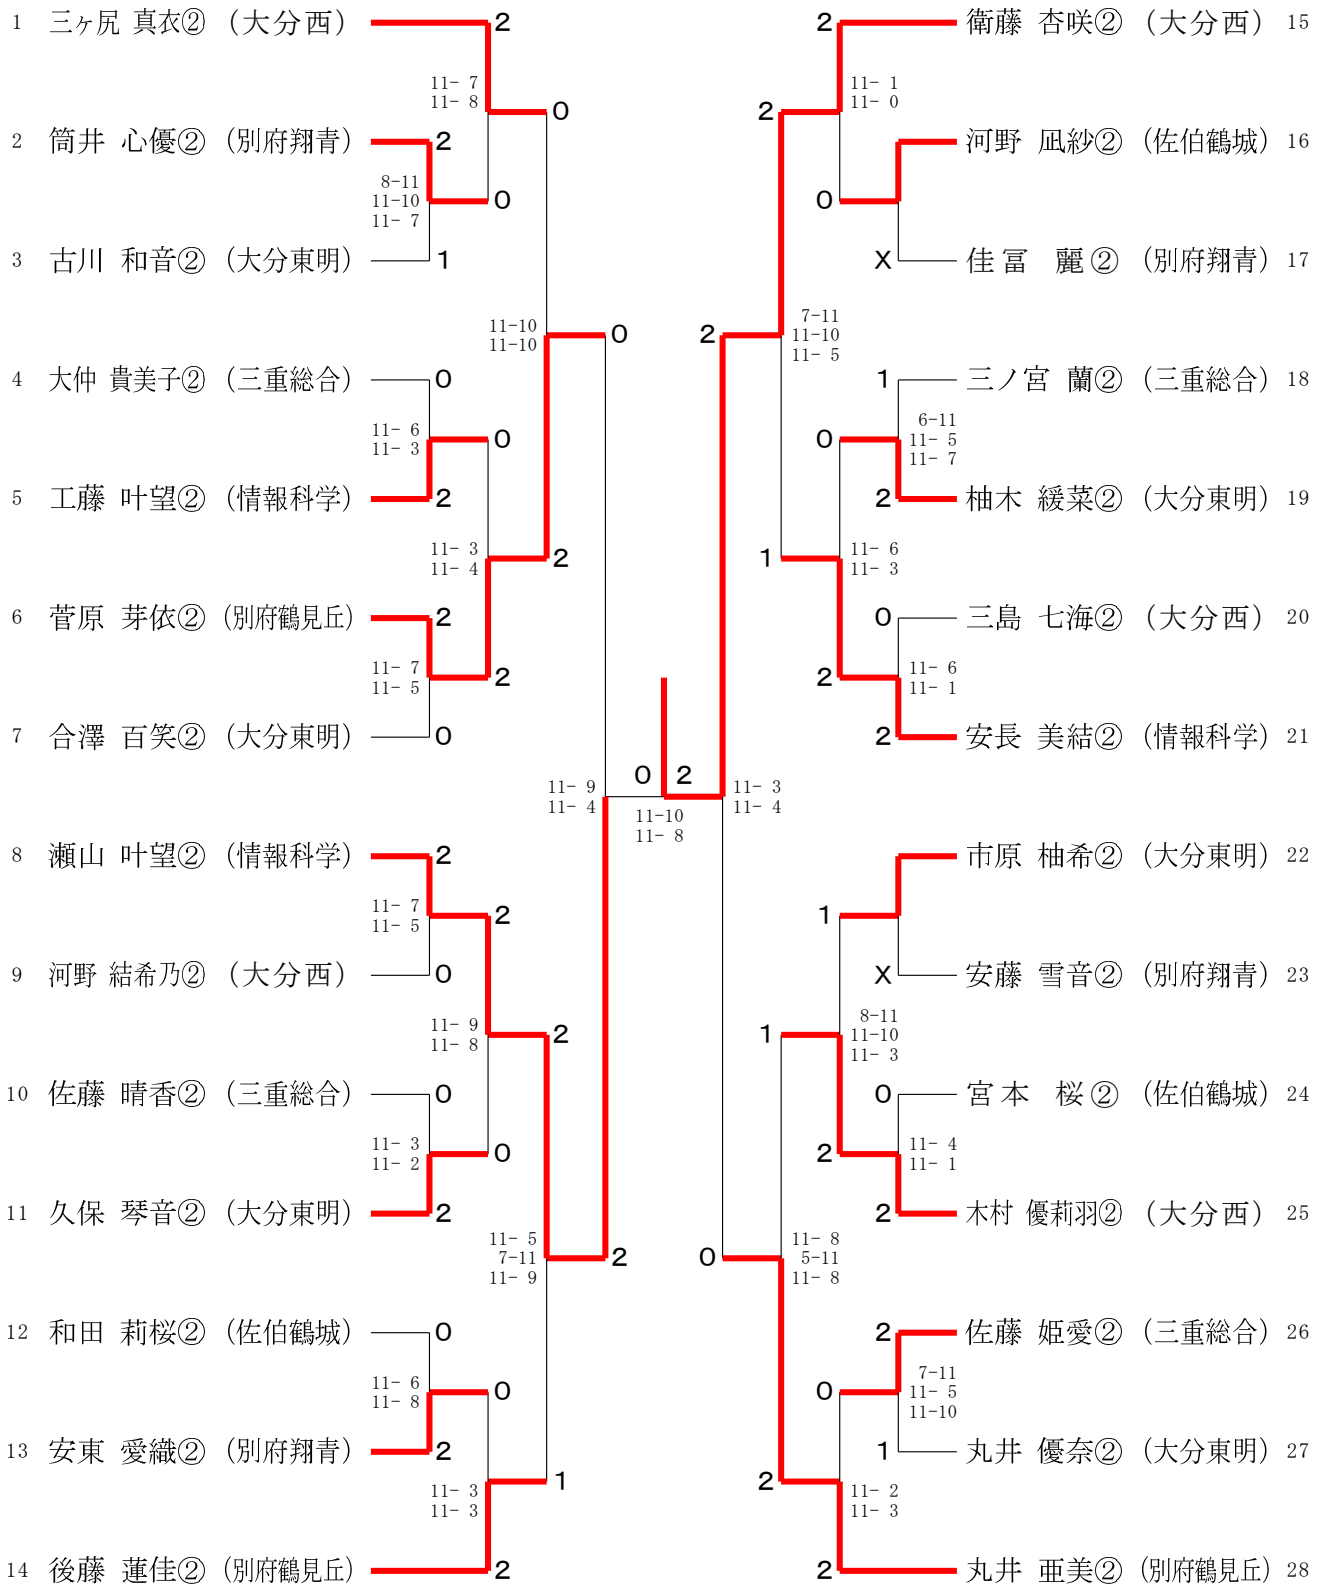 1 三ヶ尻 真衣② (大分西) 2
11- 7
11- 8
0
2 筒井 心優② (別府翔青) 2
8-11
11-10
11- 7
0
3 古川 和音② (大分東明) 1
11-10
11-10
0
4 大仲 貴美子② (三重総合) 0
11- 6
11- 3
0
5 工藤 叶望② (情報科学) 2
11- 3
11- 4
2
6 菅原 芽依② (別府鶴見丘) 2
11- 7
11- 5
2
7 合澤 百笑② (大分東明) 0
11- 9
11- 4
8 瀬山 叶望② (情報科学) 2
11- 7
11- 5
2
9 河野 結希乃② (大分西) 0
11- 9
11- 8
2
10 佐藤 晴香② (三重総合) 0
11- 3
11- 2
0
11 久保 琴音② (大分東明) 2
11- 5
7-11
11- 9
2
12 和田 莉桜② (佐伯鶴城) 0
11- 6
11- 8
0
13 安東 愛織② (別府翔青) 2
11- 3
11- 3
1
14 後藤 蓮佳② (別府鶴見丘) 2
0 2
11-10
11- 8
2 衛藤 杏咲② (大分西) 15
11- 1
11- 0
2
河野 凪紗② (佐伯鶴城) 16
0
X 佳冨 麗② (別府翔青) 17
7-11
11-10
11- 5
2
1 三ノ宮 蘭② (三重総合) 18
6-11
11- 5
11- 7
0
2 柚木 緩菜② (大分東明) 19
11- 6
11- 3
1
0 三島 七海② (大分西) 20
11- 6
11- 1
2
2 安長 美結② (情報科学) 21
11- 3
11- 4
市原 柚希② (大分東明) 22
1
X 安藤 雪音② (別府翔青) 23
8-11
11-10
11- 3
1
0 宮本 桜② (佐伯鶴城) 24
11- 4
11- 1
2
2 木村 優莉羽② (大分西) 25
11- 8
5-11
11- 8
0
2 佐藤 姫愛② (三重総合) 26
7-11
11- 5
11-10
0
1 丸井 優奈② (大分東明) 27
11- 2
11- 3
2
2 丸井 亜美② (別府鶴見丘) 28